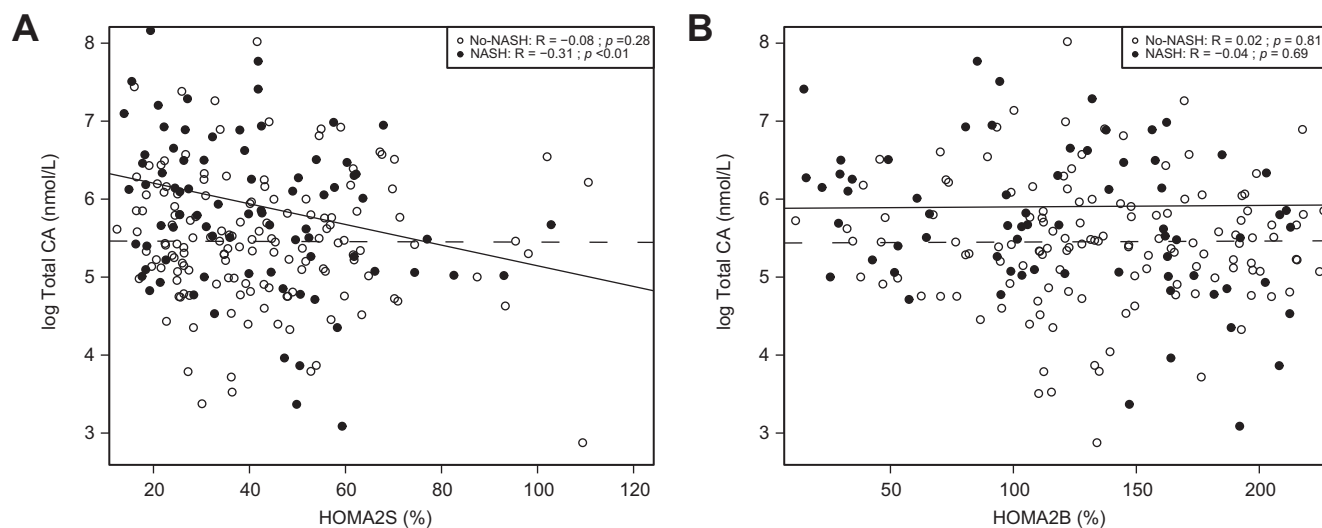 A
No-NASH: R = −0.08 ; p =0.28
NASH: R = −0.31 ; p <0.01
8
7
6
5
4
3
log Total CA (nmol/L)
20 40 60 80 100 120
HOMA2S (%)
B
No-NASH: R = 0.02 ; p = 0.81
NASH: R = −0.04 ; p = 0.69
8
7
6
5
4
3
log Total CA (nmol/L)
50 100 150 200
HOMA2B (%)